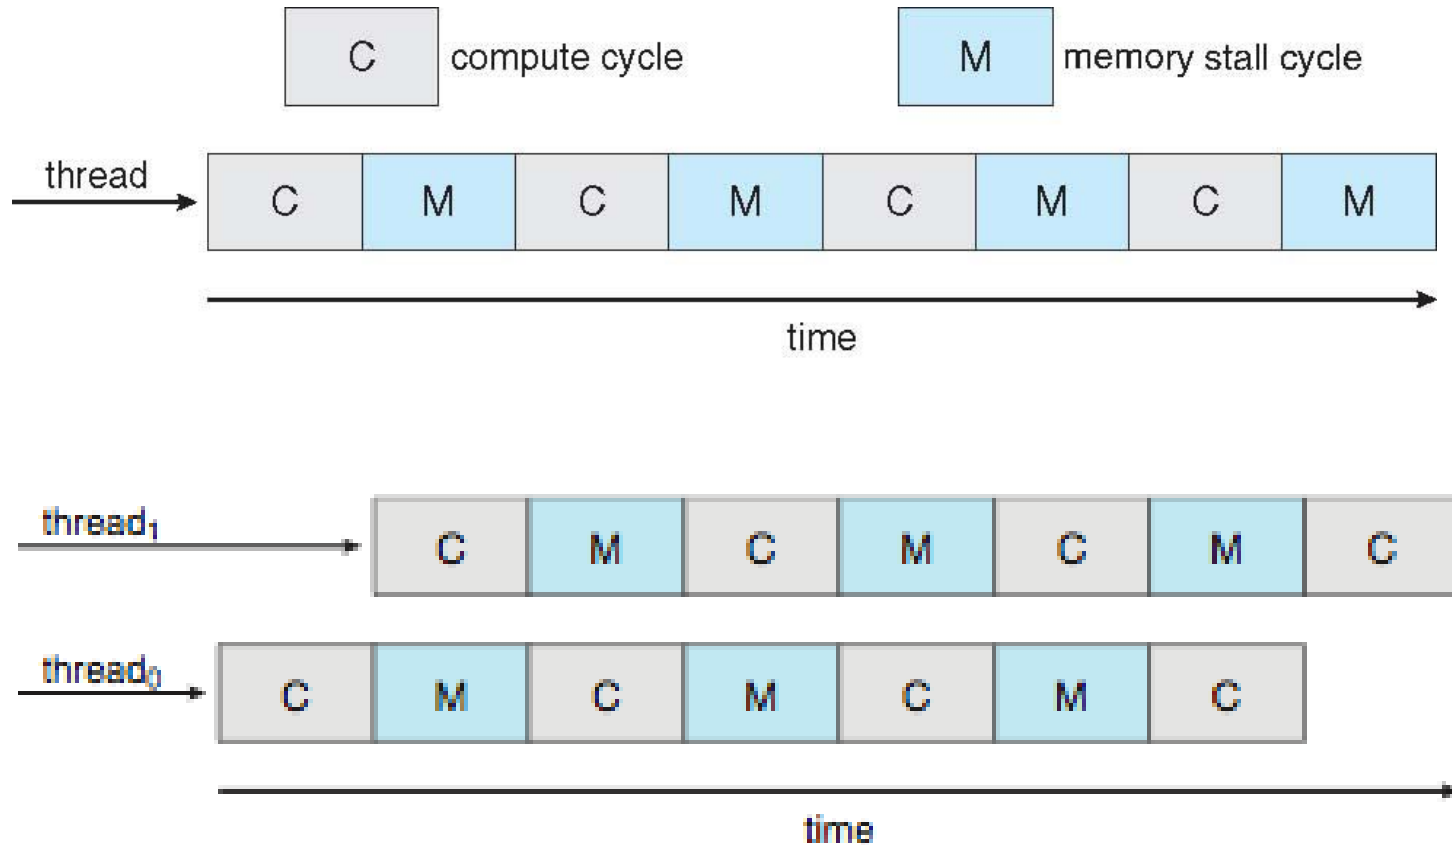 C compute cycle M memory stall cycle
thread C M C M C M C M
time
thread₁ C M C M C M C
thread₀ C M C M C M C
time